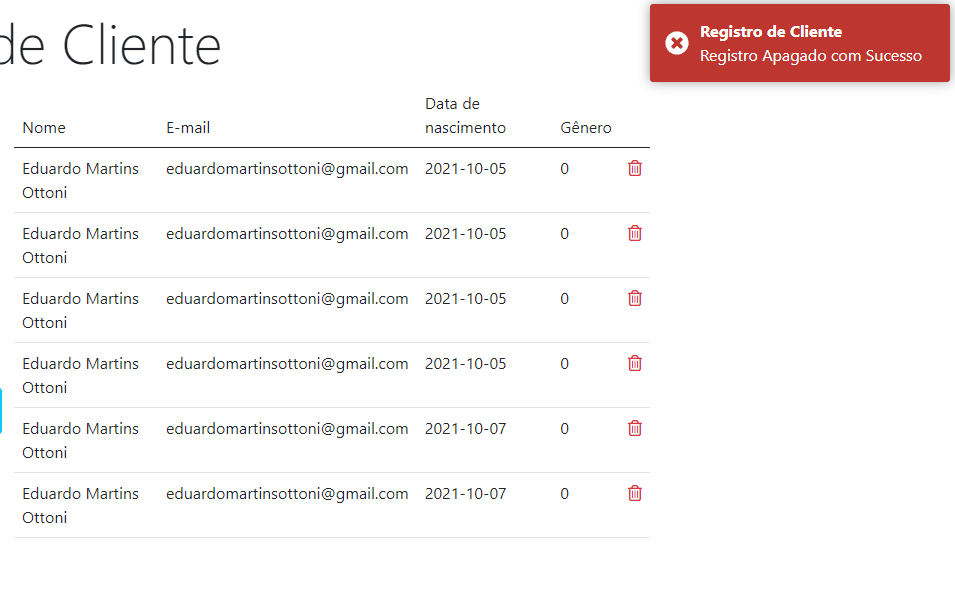 de Cliente
Registro de Cliente
Registro Apagado com Sucesso
Nome E-mail Data de nascimento Gênero
Eduardo Martins Ottoni eduardomartinsottoni@gmail.com 2021-10-05 0
Eduardo Martins Ottoni eduardomartinsottoni@gmail.com 2021-10-05 0
Eduardo Martins Ottoni eduardomartinsottoni@gmail.com 2021-10-05 0
Eduardo Martins Ottoni eduardomartinsottoni@gmail.com 2021-10-05 0
Eduardo Martins Ottoni eduardomartinsottoni@gmail.com 2021-10-07 0
Eduardo Martins Ottoni eduardomartinsottoni@gmail.com 2021-10-07 0